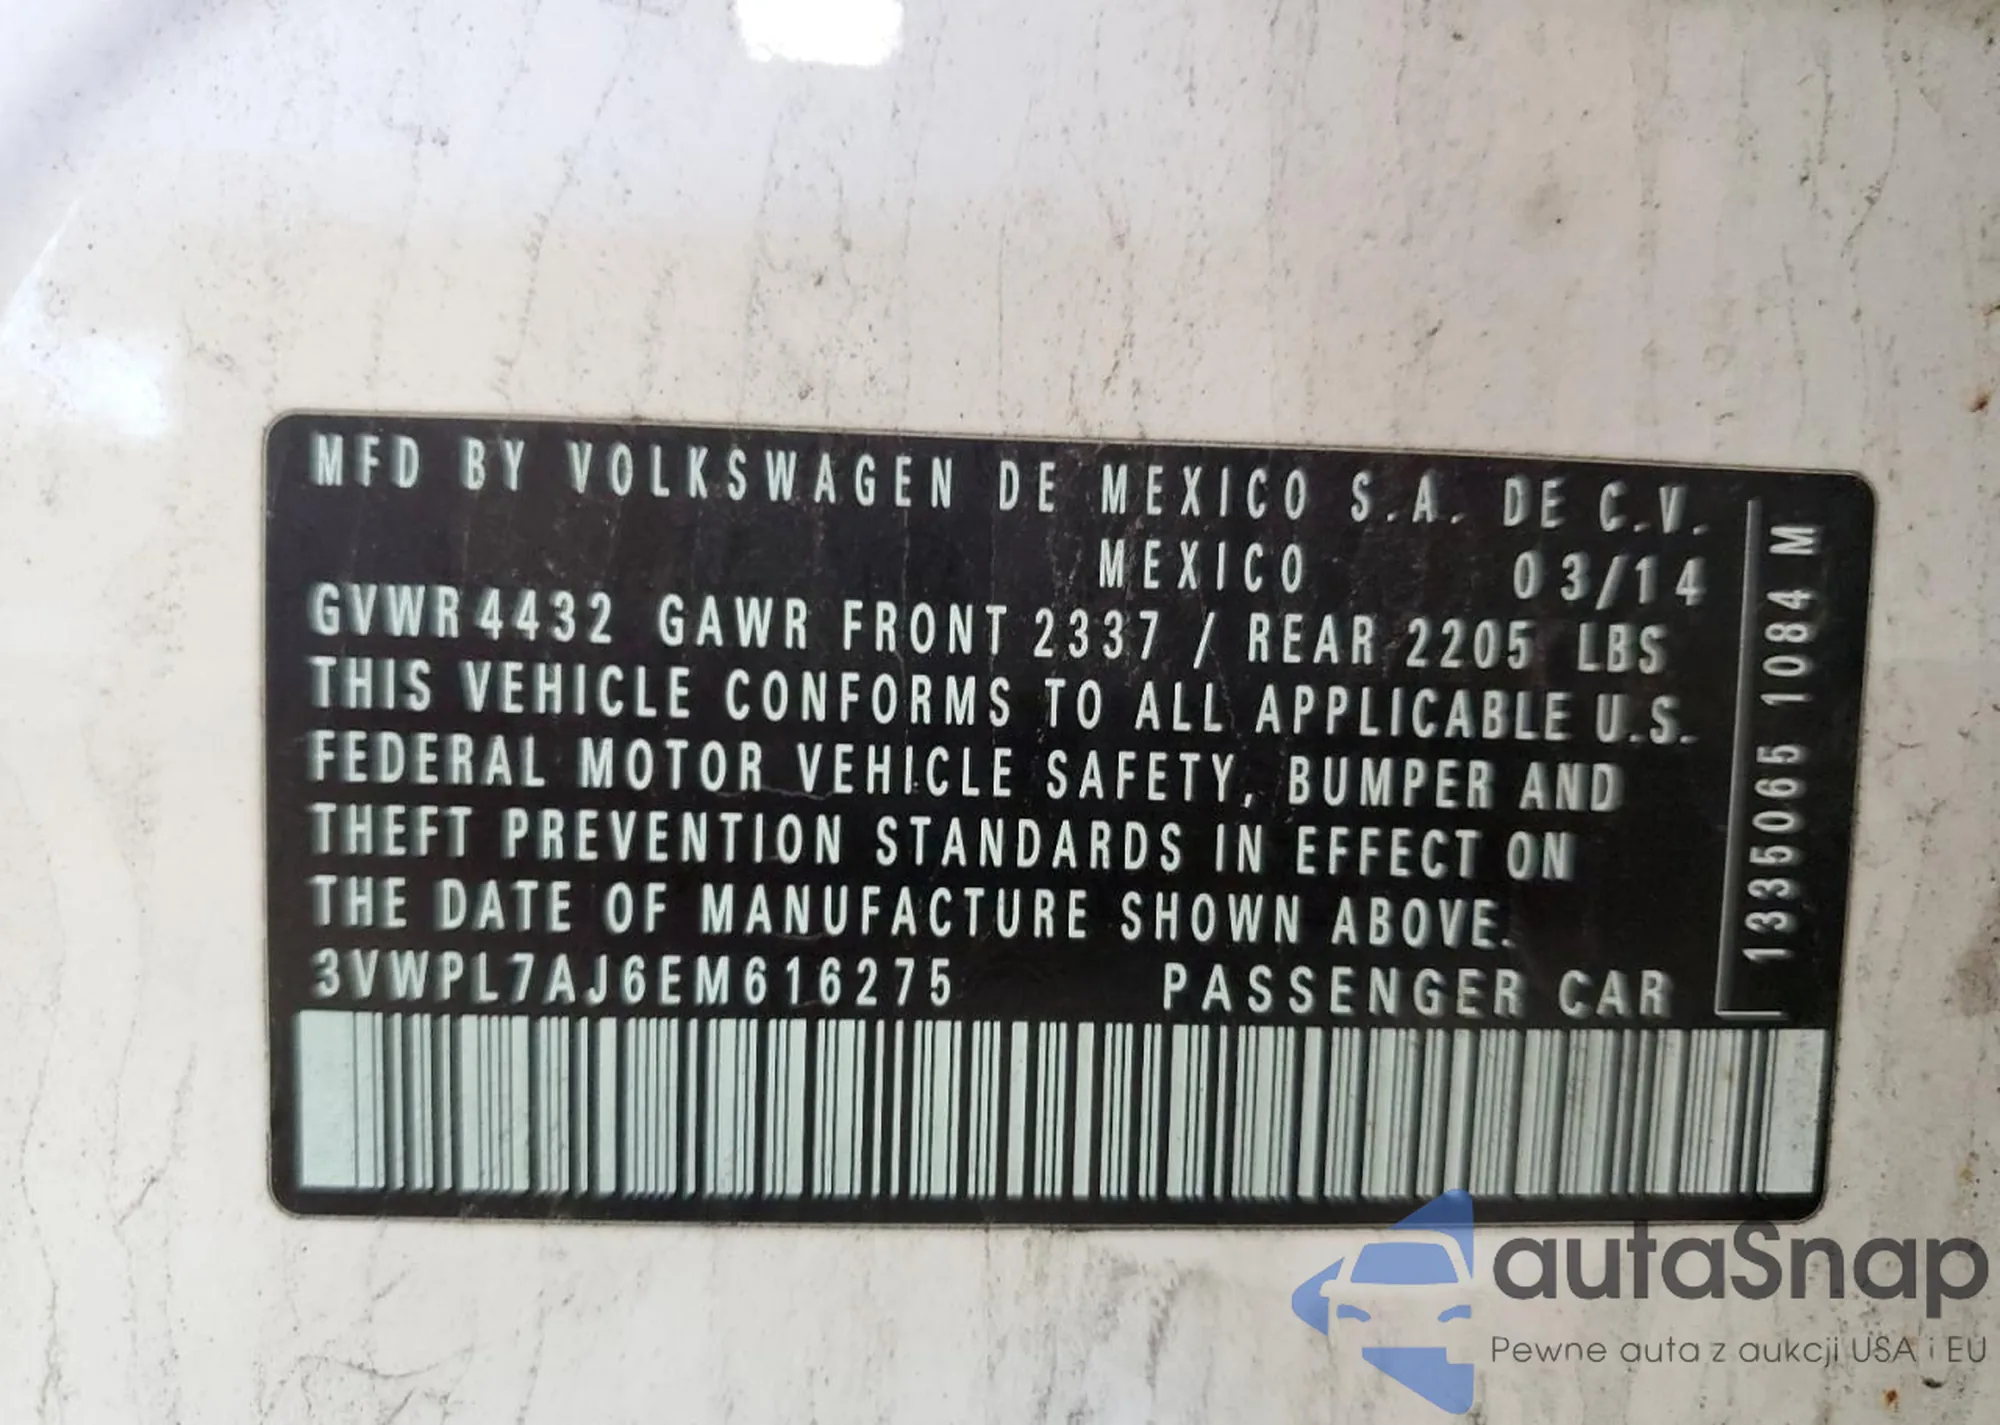 MFD BY VOLKSWAGEN DE MEXICO S.A. DE C.V.
MEXICO 03/14
GVWR 4432 GAWR FRONT 2337 / REAR 2205 LBS
THIS VEHICLE CONFORMS TO ALL APPLICABLE U.S.
FEDERAL MOTOR VEHICLE SAFETY, BUMPER AND
THEFT PREVENTION STANDARDS IN EFFECT ON
THE DATE OF MANUFACTURE SHOWN ABOVE.
3VWPL7AJ6EM616275 PASSENGER CAR
1335065 1084 M
autaSnap
Pewne auta z aukcji USA i EU